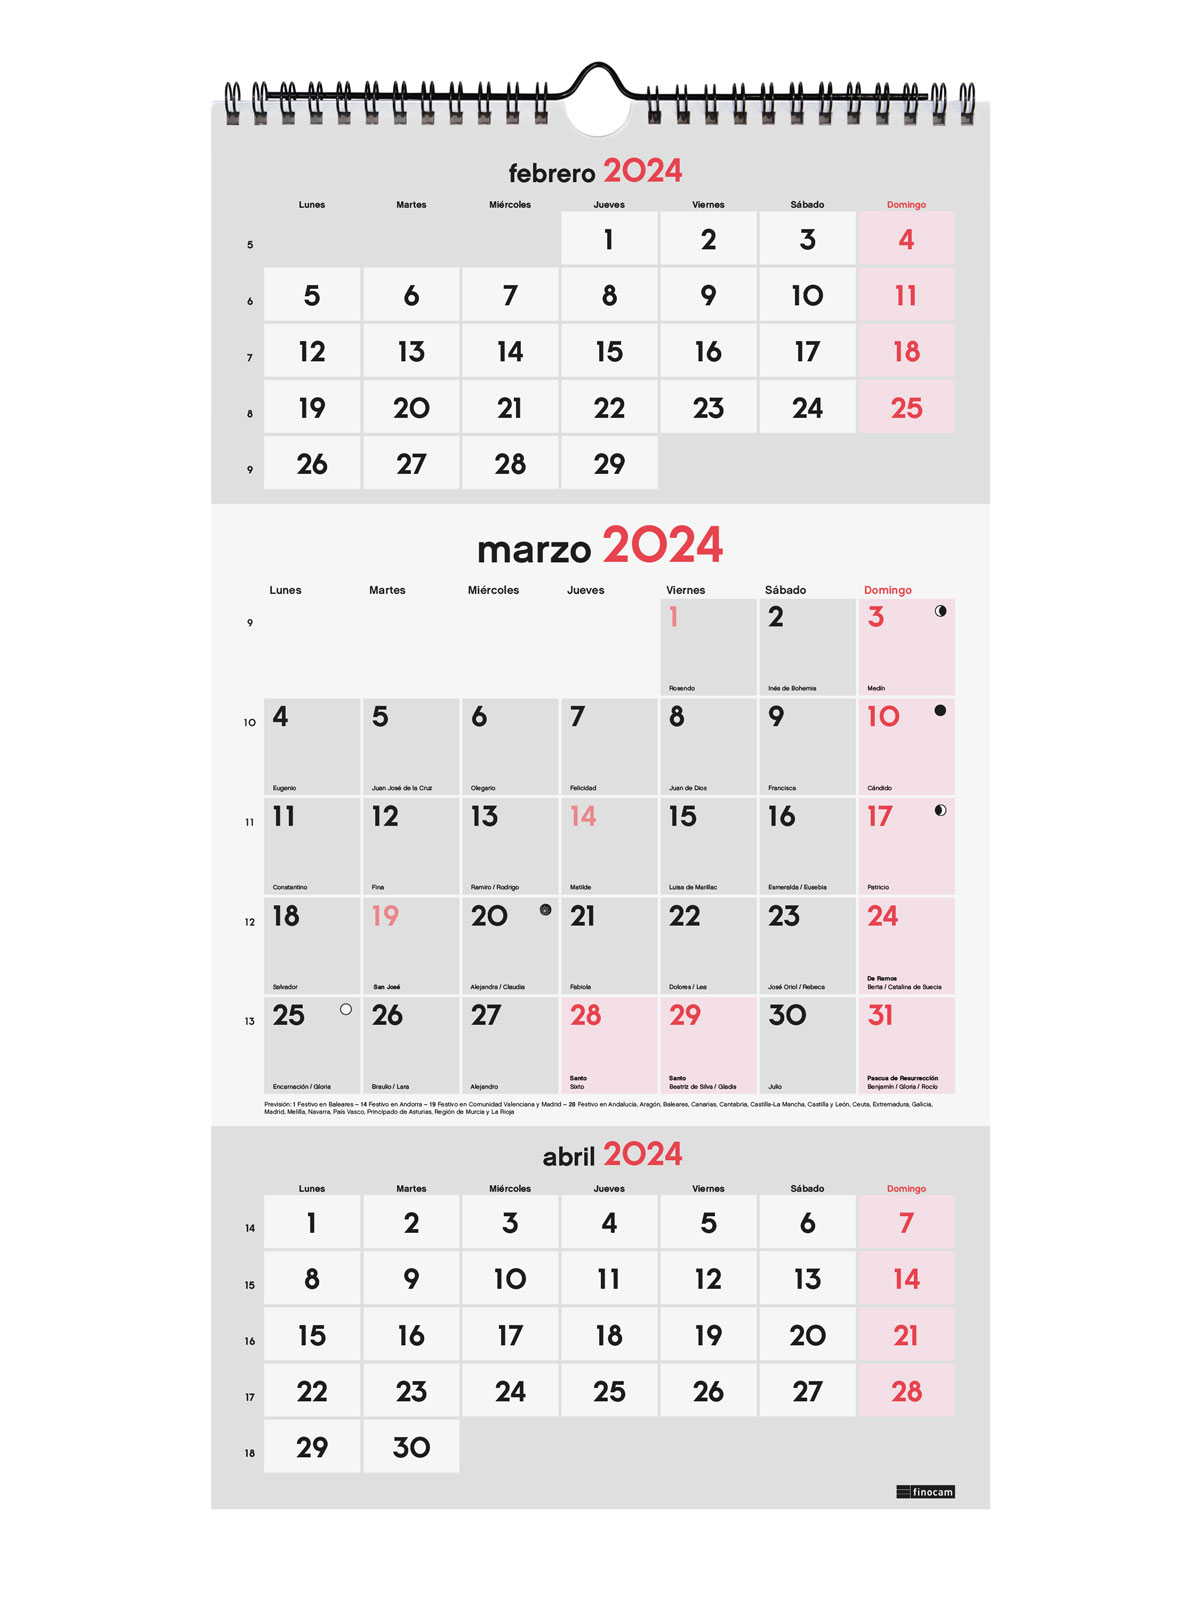 febrero 2024
Lunes Martes Miércoles Jueves Viernes Sábado Domingo
5 1 2 3 4
6 5 6 7 8 9 10 11
7 12 13 14 15 16 17 18
8 19 20 21 22 23 24 25
9 26 27 28 29
marzo 2024
Lunes Martes Miércoles Jueves Viernes Sábado Domingo
9 1 2 3
Rosendo Inés de Bohemia Medín
10 4 5 6 7 8 9 10
Eugenio Juan José de la Cruz Olegario Felicidad Juan de Dios Francisca Cándido
11 11 12 13 14 15 16 17
Constantino Fina Ramiro / Rodrigo Matilde Luisa de Marillac Esmeralda / Eusebia Patricio
12 18 19 20 21 22 23 24
De Ramos
Salvador San José Alejandra / Claudia Fabiola Dolores / Lea José Oriol / Rebeca Berta / Catalina de Suecia
13 25 26 27 28 29 30 31
Santo Santo Pascua de Resurrección
Encarnación / Gloria Braulio / Lara Alejandro Sixto Beatriz de Silva / Gladis Julio Benjamín / Gloria / Rocío
Previsión: 1 Festivo en Baleares – 14 Festivo en Andorra – 19 Festivo en Comunidad Valenciana y Madrid – 28 Festivo en Andalucía, Aragón, Baleares, Canarias, Cantabria, Castilla-La Mancha, Castilla y León, Ceuta, Extremadura, Galicia,
Madrid, Melilla, Navarra, País Vasco, Principado de Asturias, Región de Murcia y La Rioja
abril 2024
Lunes Martes Miércoles Jueves Viernes Sábado Domingo
14 1 2 3 4 5 6 7
15 8 9 10 11 12 13 14
16 15 16 17 18 19 20 21
17 22 23 24 25 26 27 28
18 29 30
finocam